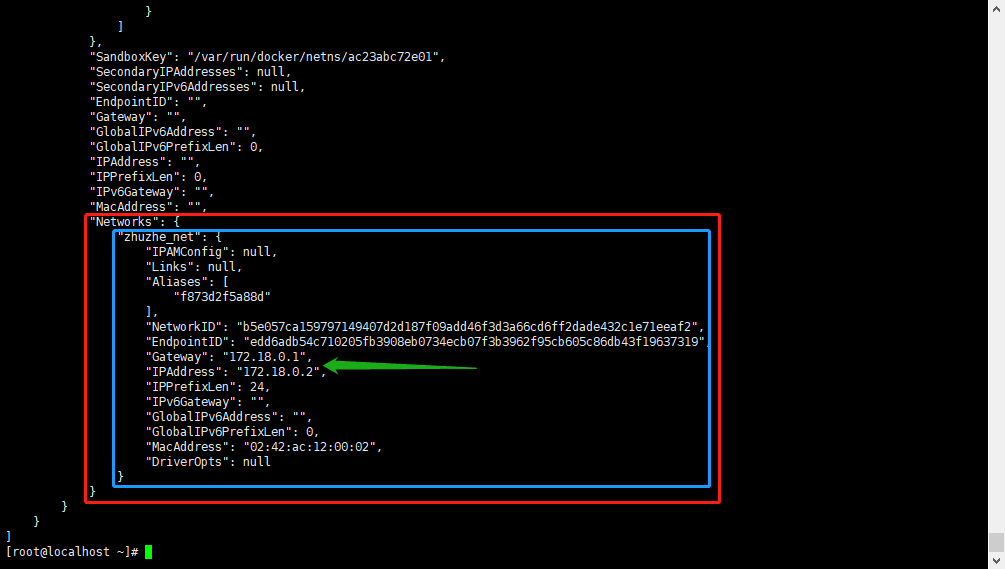 }
]
},
"SandboxKey": "/var/run/docker/netns/ac23abc72e01",
"SecondaryIPAddresses": null,
"SecondaryIPv6Addresses": null,
"EndpointID": "",
"Gateway": "",
"GlobalIPv6Address": "",
"GlobalIPv6PrefixLen": 0,
"IPAddress": "",
"IPPrefixLen": 0,
"IPv6Gateway": "",
"MacAddress": "",
"Networks": {
"zhuzhe_net": {
"IPAMConfig": null,
"Links": null,
"Aliases": [
"f873d2f5a88d"
],
"NetworkID": "b5e057ca159797149407d2d187f09add46f3d3a66cd6ff2dade432c1e71eeaf2",
"EndpointID": "edd6adb54c710205fb3908eb0734ecb07f3b3962f95cb605c86db43f19637319",
"Gateway": "172.18.0.1",
"IPAddress": "172.18.0.2",
"IPPrefixLen": 24,
"IPv6Gateway": "",
"GlobalIPv6Address": "",
"GlobalIPv6PrefixLen": 0,
"MacAddress": "02:42:ac:12:00:02",
"DriverOpts": null
}
}
}
}
]
[root@localhost ~]#